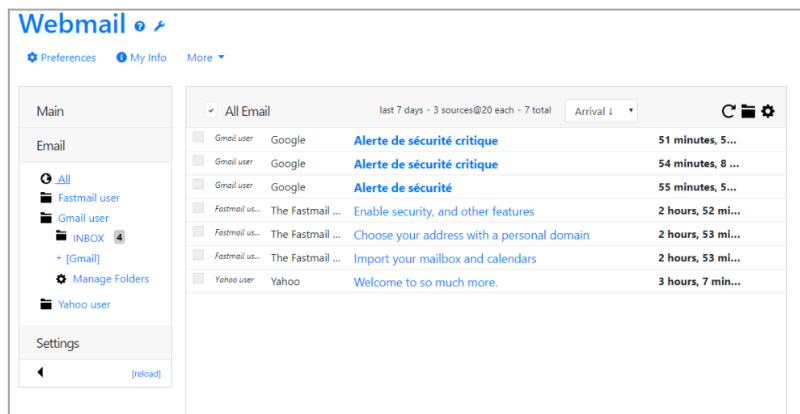 Webmail
Preferences My Info More
Main
Email
All
Fastmail user
Gmail user
INBOX 4
+ [Gmail]
Manage Folders
Yahoo user
Settings
[reload]
All Email last 7 days - 3 sources@20 each - 7 total Arrival ↓
Gmail user Google Alerte de sécurité critique 51 minutes, 5...
Gmail user Google Alerte de sécurité critique 54 minutes, 8 ...
Gmail user Google Alerte de sécurité 55 minutes, 5...
Fastmail us... The Fastmail ... Enable security, and other features 2 hours, 52 mi...
Fastmail us... The Fastmail ... Choose your address with a personal domain 2 hours, 53 mi...
Fastmail us... The Fastmail ... Import your mailbox and calendars 2 hours, 53 mi...
Yahoo user Yahoo Welcome to so much more. 3 hours, 7 min...